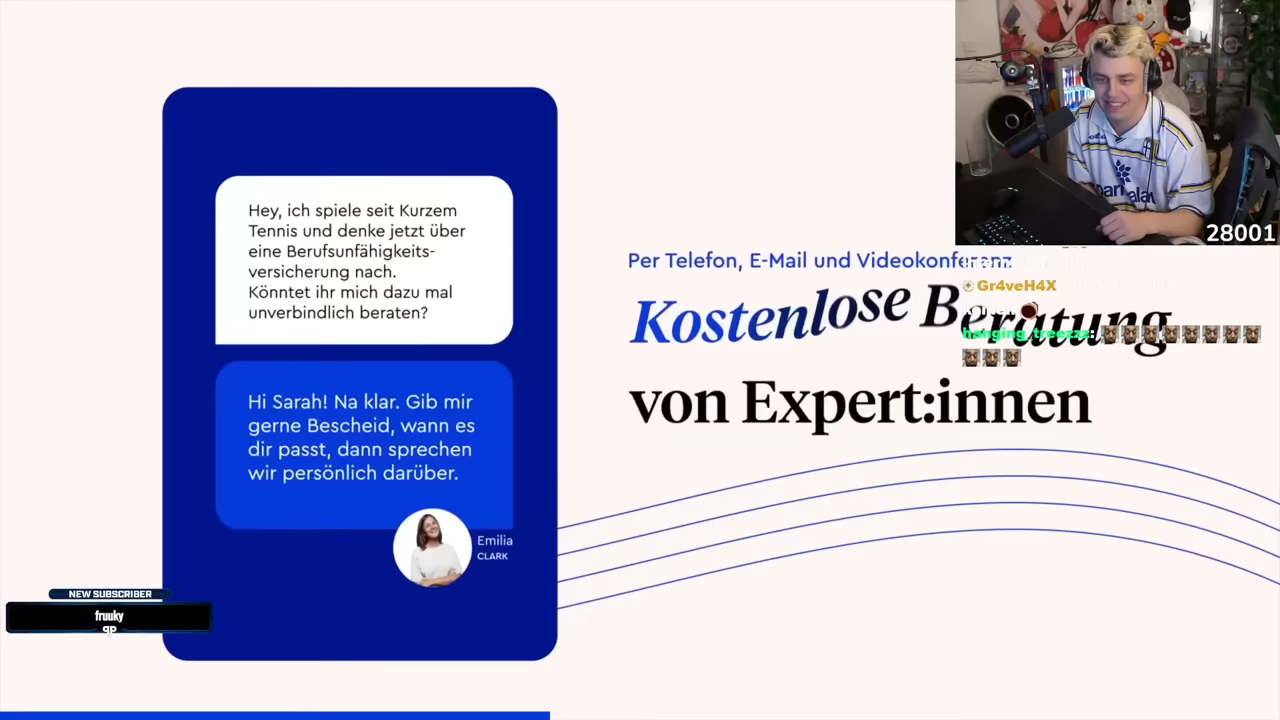 Hey, ich spiele seit Kurzem
Tennis und denke jetzt über
eine Berufsunfähigkeits-
versicherung nach.
Könntet ihr mich dazu mal
unverbindlich beraten?
Hi Sarah! Na klar. Gib mir
gerne Bescheid, wann es
dir passt, dann sprechen
wir persönlich darüber.
Emilia
CLARK
Per Telefon, E-Mail und Videokonferenz
Kostenlose Beratung
von Expert:innen
28001
Gr4veH4X
hanging_treezzz:
NEW SUBSCRIBER
fruuky